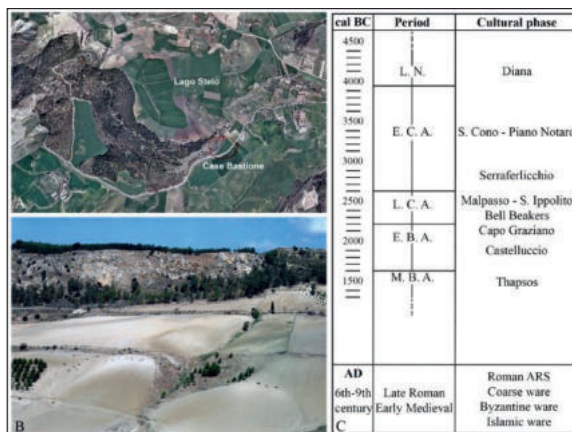 Lago Stelo
Case Bastione
B
cal BC Period Cultural phase
4500
L. N. Diana
4000
3500 E. C. A. S. Cono - Piano Notaro
3000
Serraferlicchio
2500 L. C. A. Malpasso - S. Ippolito
Bell Beakers
Capo Graziano
2000 E. B. A. Castelluccio
1500 M. B. A. Thapsos
AD Roman ARS
6th-9th Late Roman Coarse ware
century Early Medieval Byzantine ware
C Islamic ware